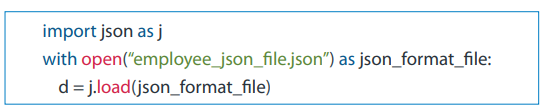 import json as j
with open(“employee_json_file.json”) as json_format_file:
d = j.load(json_format_file)